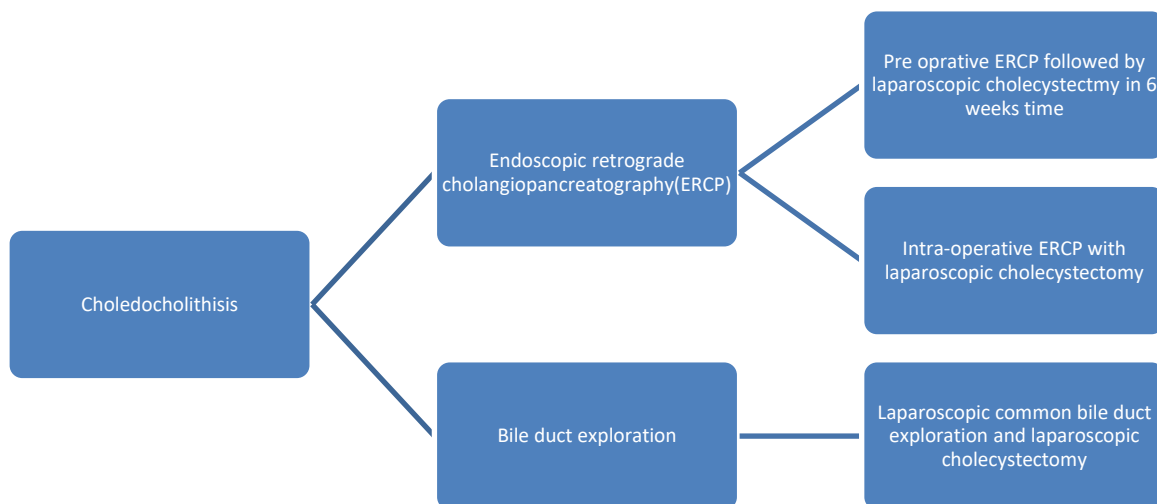 Choledocholithisis
Endoscopic retrograde
cholangiopancreatography(ERCP)
Bile duct exploration
Pre oprative ERCP followed by
laparoscopic cholecystectmy in 6
weeks time
Intra-operative ERCP with
laparoscopic cholecystectomy
Laparoscopic common bile duct
exploration and laparoscopic
cholecystectomy